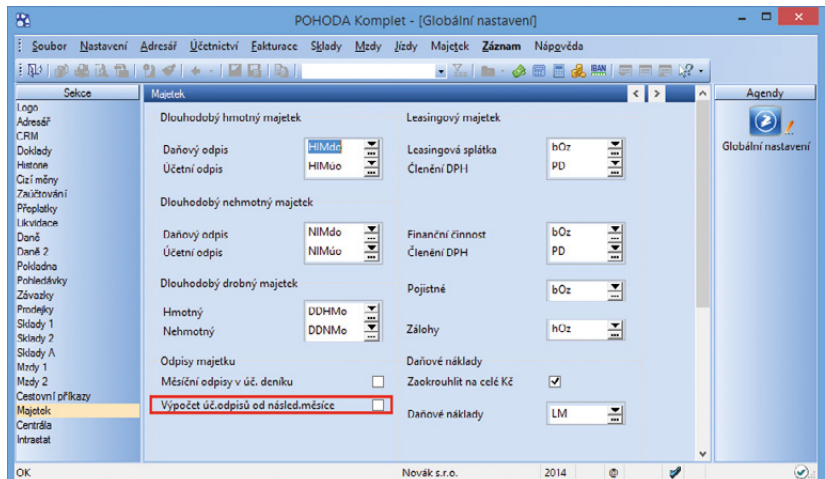 POHODA Komplet - [Globální nastavení]
Soubor Nastavení Adresář Účetnictví Fakturace Sklady Mzdy Jízdy Majetek Záznam Nápověda
IBAN
Sekce
Logo
Adresář
CRM
Doklady
Historie
Cizí měny
Zaúčtování
Přeplatky
Likvidace
Daně
Daně 2
Pokladna
Pohledávky
Závazky
Prodejky
Sklady 1
Sklady 2
Sklady A
Mzdy 1
Mzdy 2
Cestovní příkazy
Majetek
Centrála
Intrastat
Majetek
Dlouhodobý hmotný majetek
Daňový odpis HIMdo
Účetní odpis HIMúo
Dlouhodobý nehmotný majetek
Daňový odpis NIMdo
Účetní odpis NIMúo
Dlouhodobý drobný majetek
Hmotný DDHMo
Nehmotný DDNMo
Odpisy majetku
Měsíční odpisy v úč. deníku
Výpočet úč.odpisů od násled.měsíce
Leasingový majetek
Leasingová splátka bOz
Členění DPH PD
Finanční činnost bOz
Členění DPH PD
Pojistné bOz
Zálohy hOz
Daňové náklady
Zaokrouhlit na celé Kč
Daňové náklady LM
Agendy
Globální nastavení
OK Novák s.r.o. 2014 @